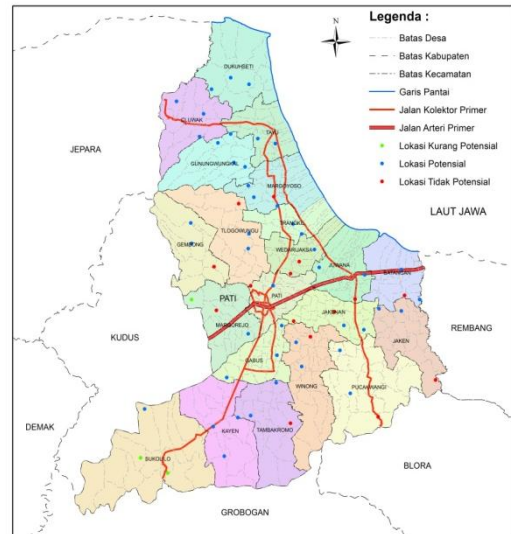 Legenda :
Batas Desa
Batas Kabupaten
Batas Kecamatan
Garis Pantai
Jalan Kolektor Primer
Jalan Arteri Primer
Lokasi Kurang Potensial
Lokasi Potensial
Lokasi Tidak Potensial
N
DUKUHSETI
CLUWAK
TAYU
JEPARA
GUNUNGWUNGKAL
MARGOYOSO
LAUT JAWA
TLOGOWUNGU
TRANGKIL
GEMBONG
WEDARIJAKSA
JUWANA
BATANGAN
PATI
PATI
MARGOREJO
JAKENAN
KUDUS
REMBANG
JAKEN
GABUS
WINONG
PUCAKWANGI
DEMAK
KAYEN
TAMBAKROMO
SUKOLILO
BLORA
GROBOGAN